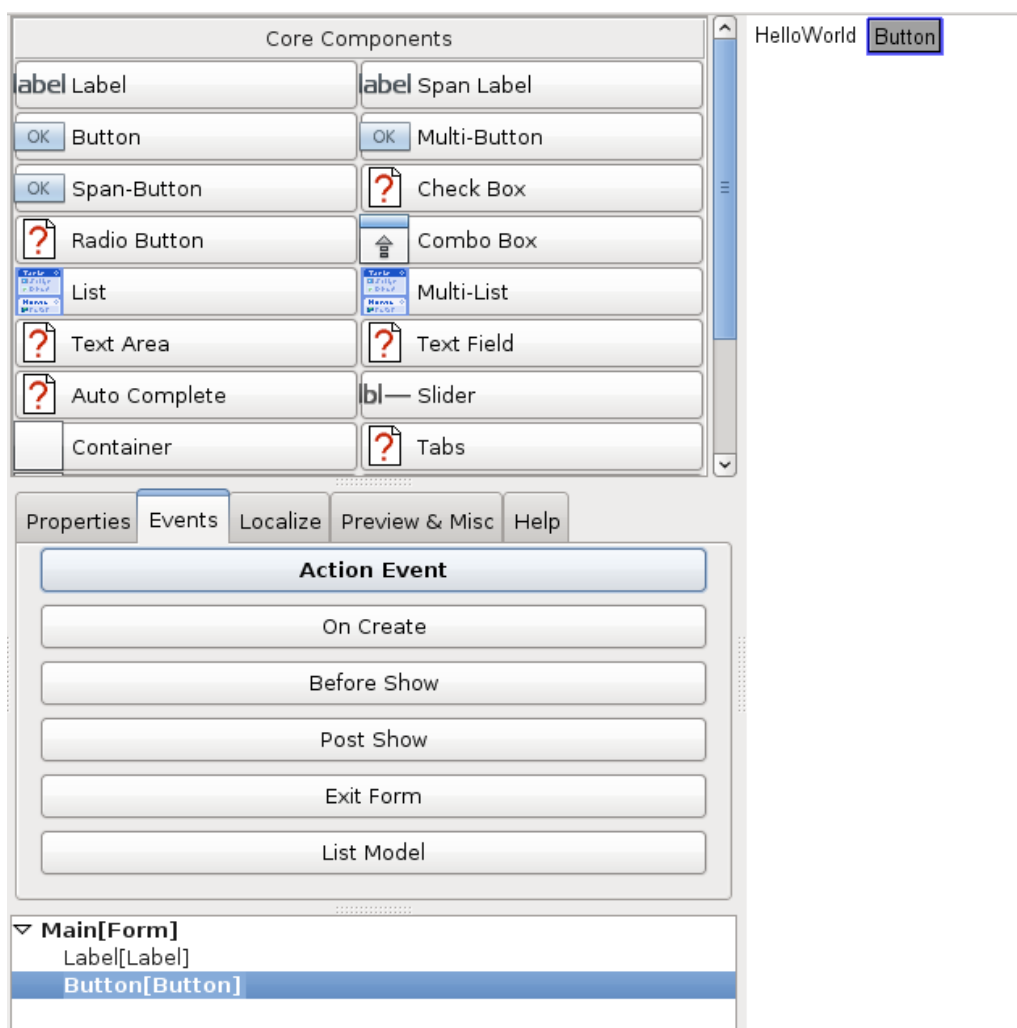 Core Components
HelloWorld Button
label Label
label Span Label
OK Button
OK Multi-Button
OK Span-Button
? Check Box
? Radio Button
Combo Box
List
Multi-List
? Text Area
? Text Field
? Auto Complete
lbl Slider
Container
? Tabs
Properties Events Localize Preview & Misc Help
Action Event
On Create
Before Show
Post Show
Exit Form
List Model
Main[Form]
Label[Label]
Button[Button]